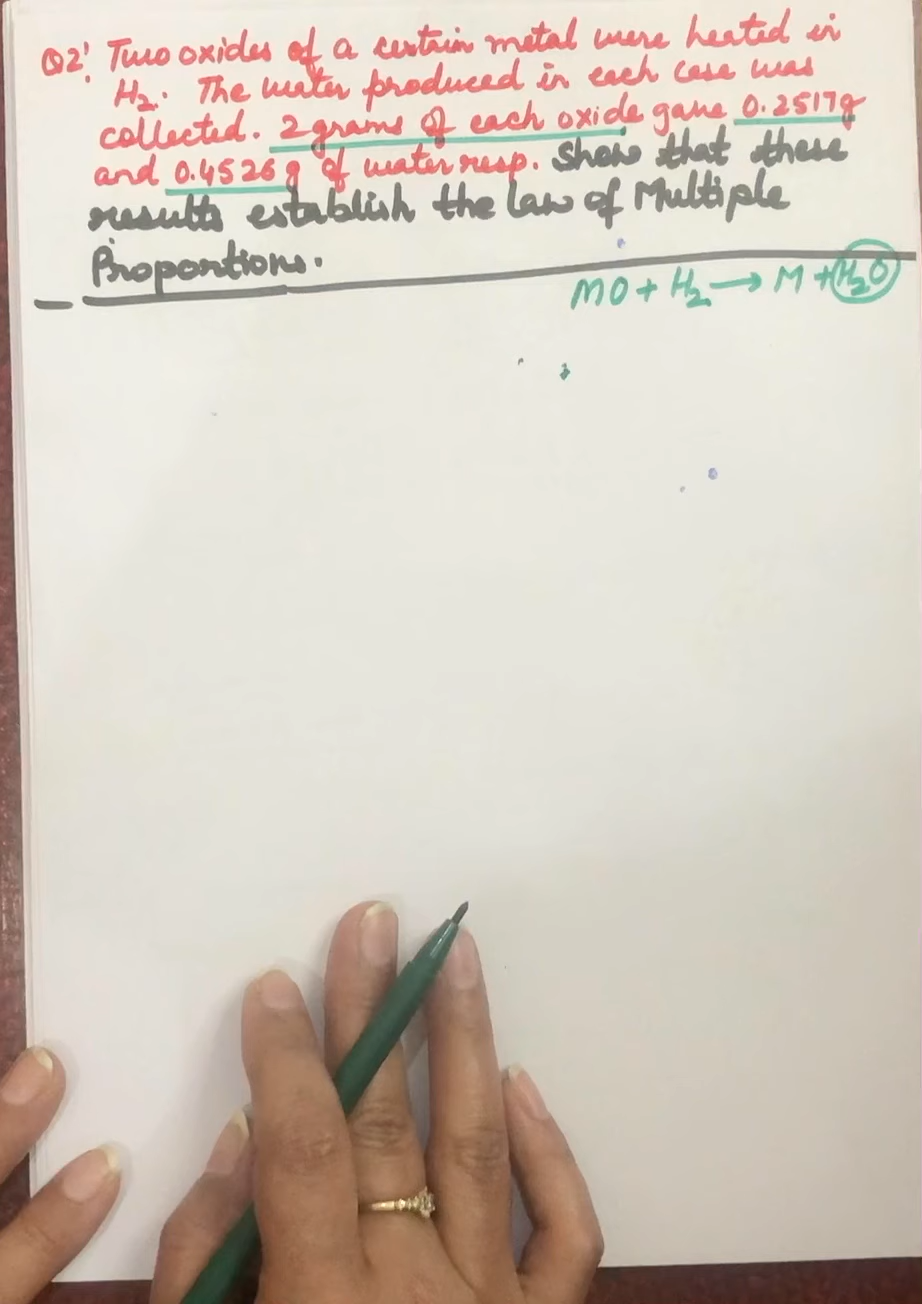 Q2: Two oxides of a certain metal were heated in
H₂. The water produced in each case was
collected. 2 grams of each oxide gave 0.2517g
and 0.4526g of water resp. Show that these
results establish the law of Multiple
Proportions.
MO + H₂ → M + H₂O